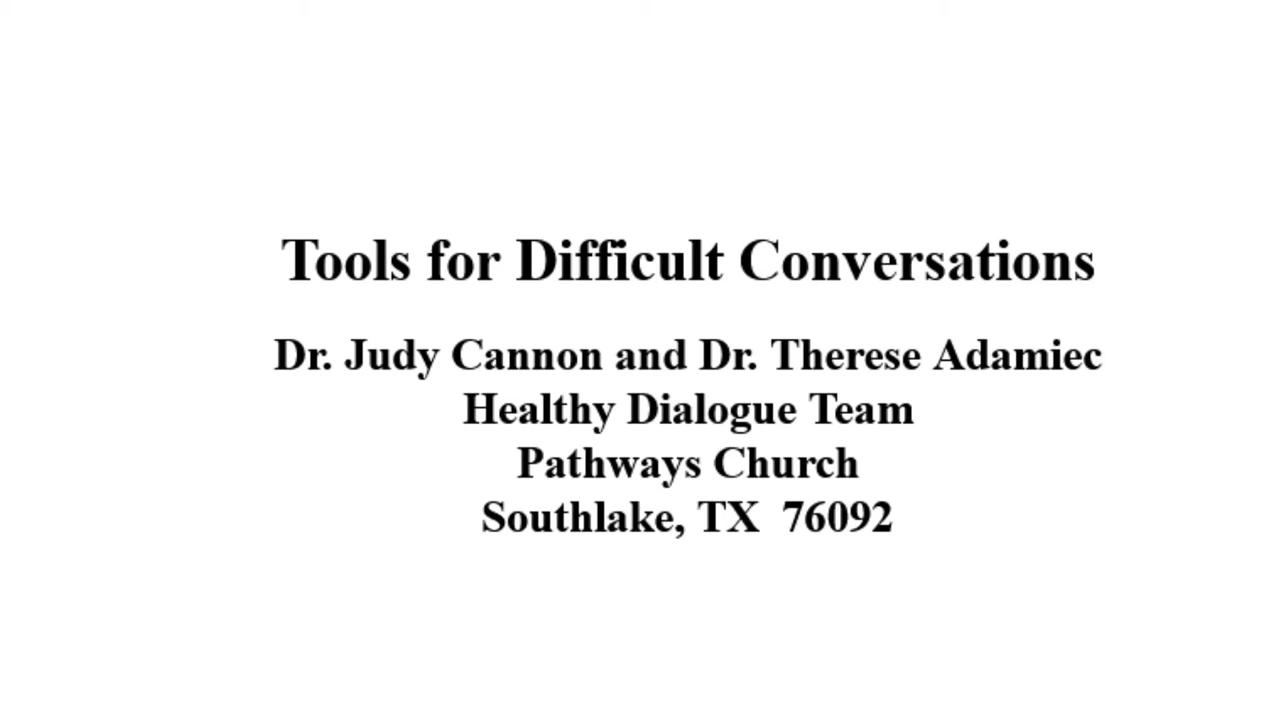 Tools for Difficult Conversations
Dr. Judy Cannon and Dr. Therese Adamiec
Healthy Dialogue Team
Pathways Church
Southlake, TX  76092